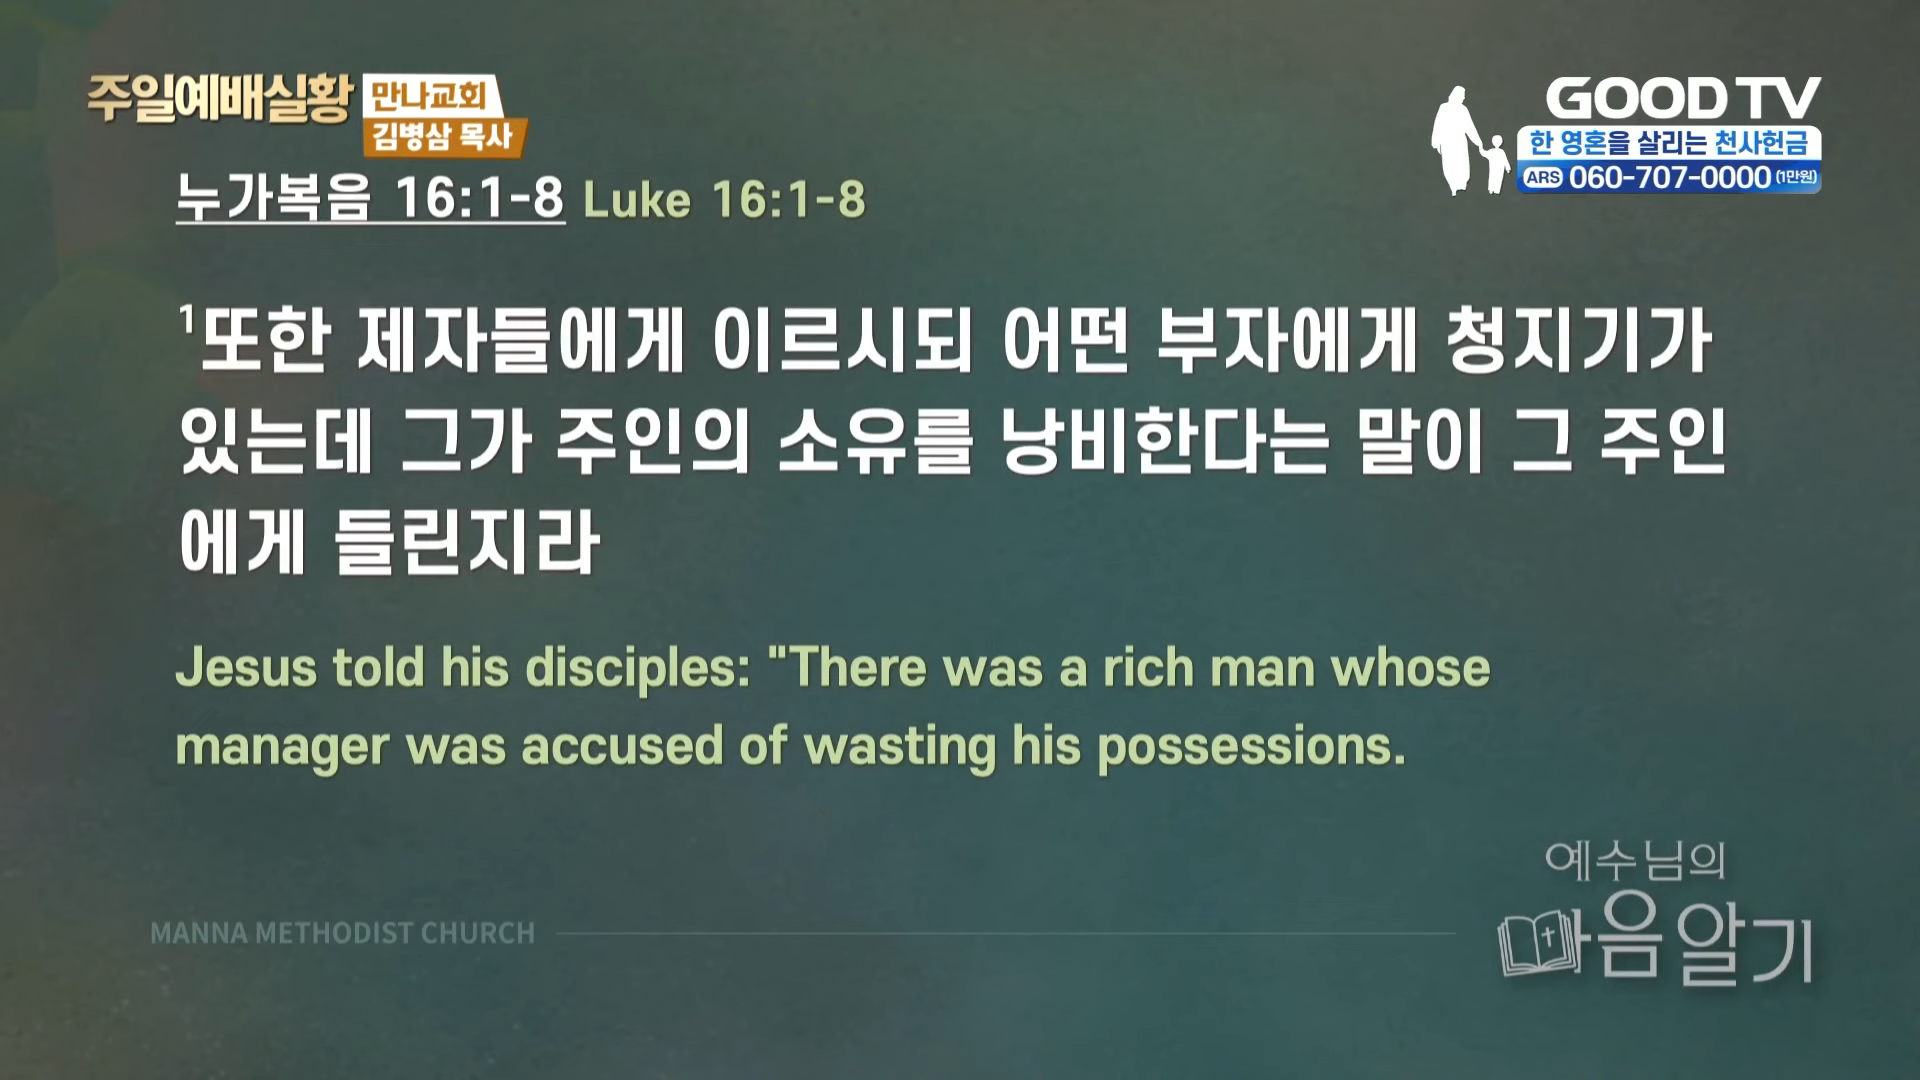 주일예배실황
만나교회
김병삼 목사
GOODTV
한 영혼을 살리는 천사헌금
ARS 060-707-0000 (1만원)
누가복음 16:1-8 Luke 16:1-8
1또한 제자들에게 이르시되 어떤 부자에게 청지기가
있는데 그가 주인의 소유를 낭비한다는 말이 그 주인
에게 들린지라
Jesus told his disciples: "There was a rich man whose
manager was accused of wasting his possessions.
예수님의
마음알기
MANNA METHODIST CHURCH